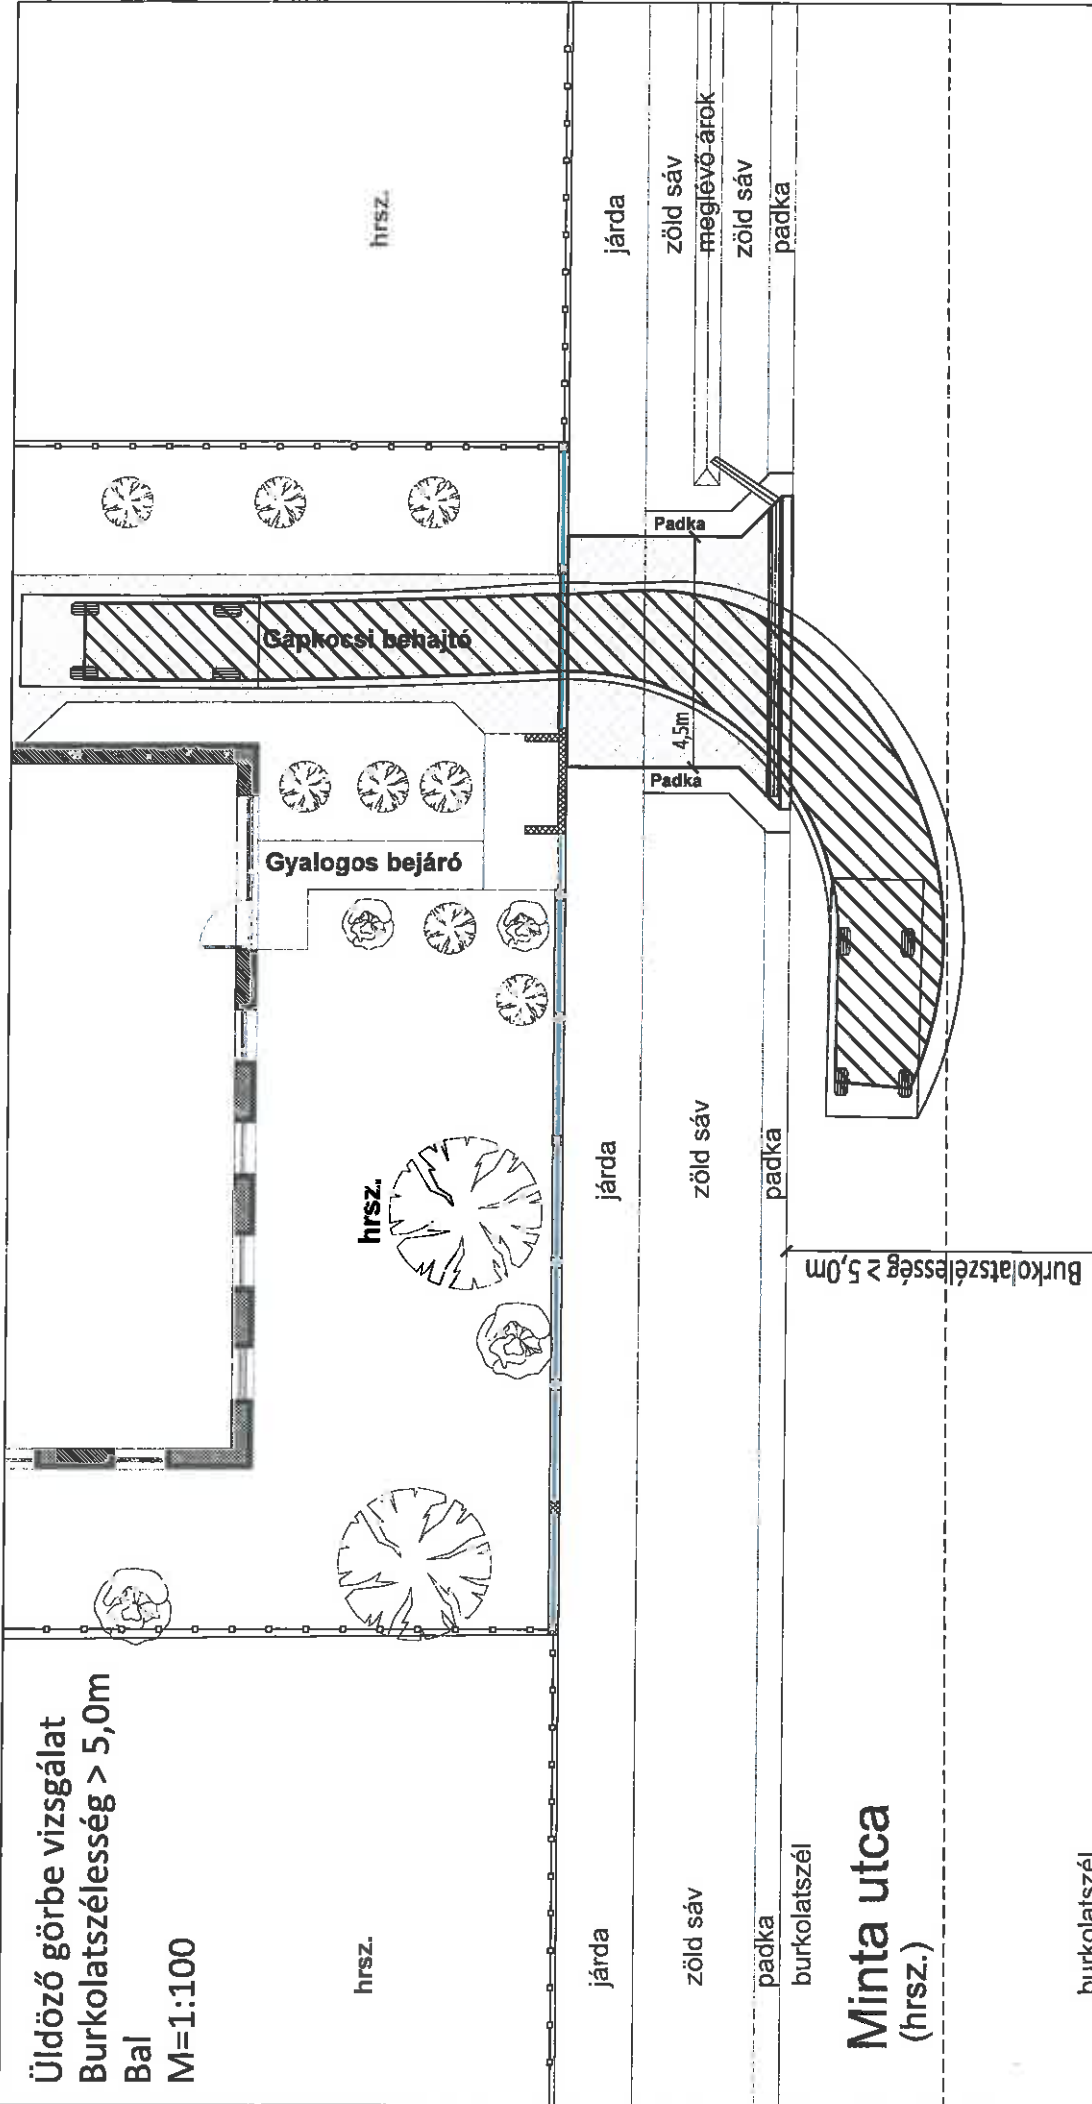 Üldöző görbe vizsgálat
Burkolatszélesség > 5,0m
Bal
M=1:100
hrsz.
hrsz.
hrsz.
Gyalogos bejáró
Gápkocsi behajtó
Padka
4,5m
Padka
járda
zöld sáv
padka
burkolatszél
járda
zöld sáv
padka
járda
zöld sáv
meglévő árok
zöld sáv
padka
Burkolatszélesség ≥ 5,0m
Minta utca
(hrsz.)
burkolatszél